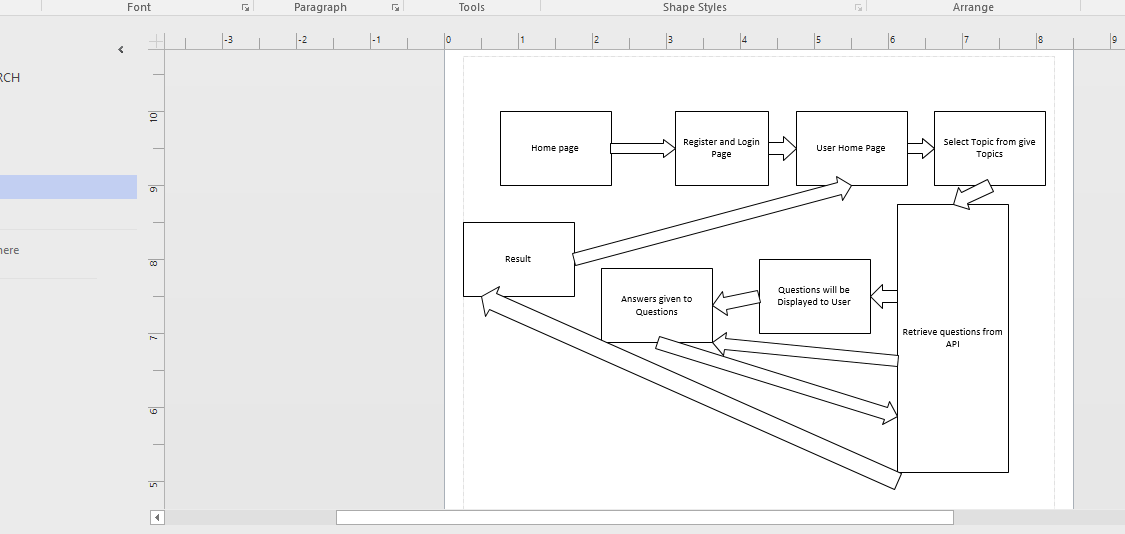 Font
Paragraph
Tools
Shape Styles
Arrange
-3
-2
-1
0
1
2
3
4
5
6
7
8
9
RCH
here
10
9
8
7
6
5
Home page
Register and Login
Page
User Home Page
Select Topic from give
Topics
Result
Answers given to
Questions
Questions will be
Displayed to User
Retrieve questions from
API